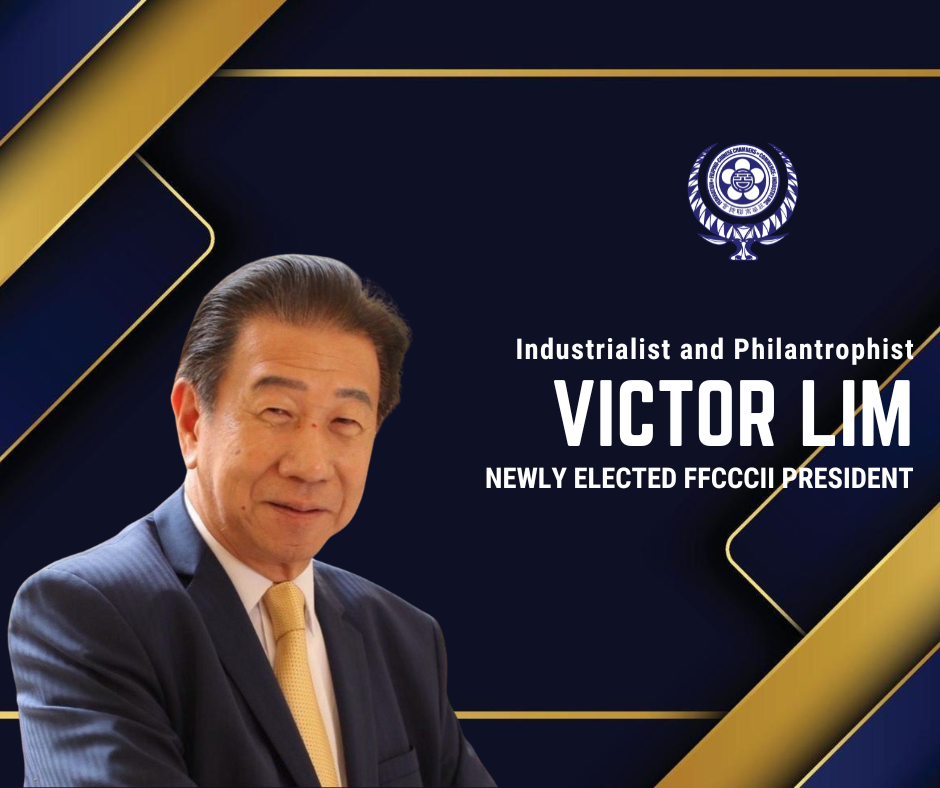 Industrialist and Philantrophist
VICTOR LIM
NEWLY ELECTED FFCCCII PRESIDENT